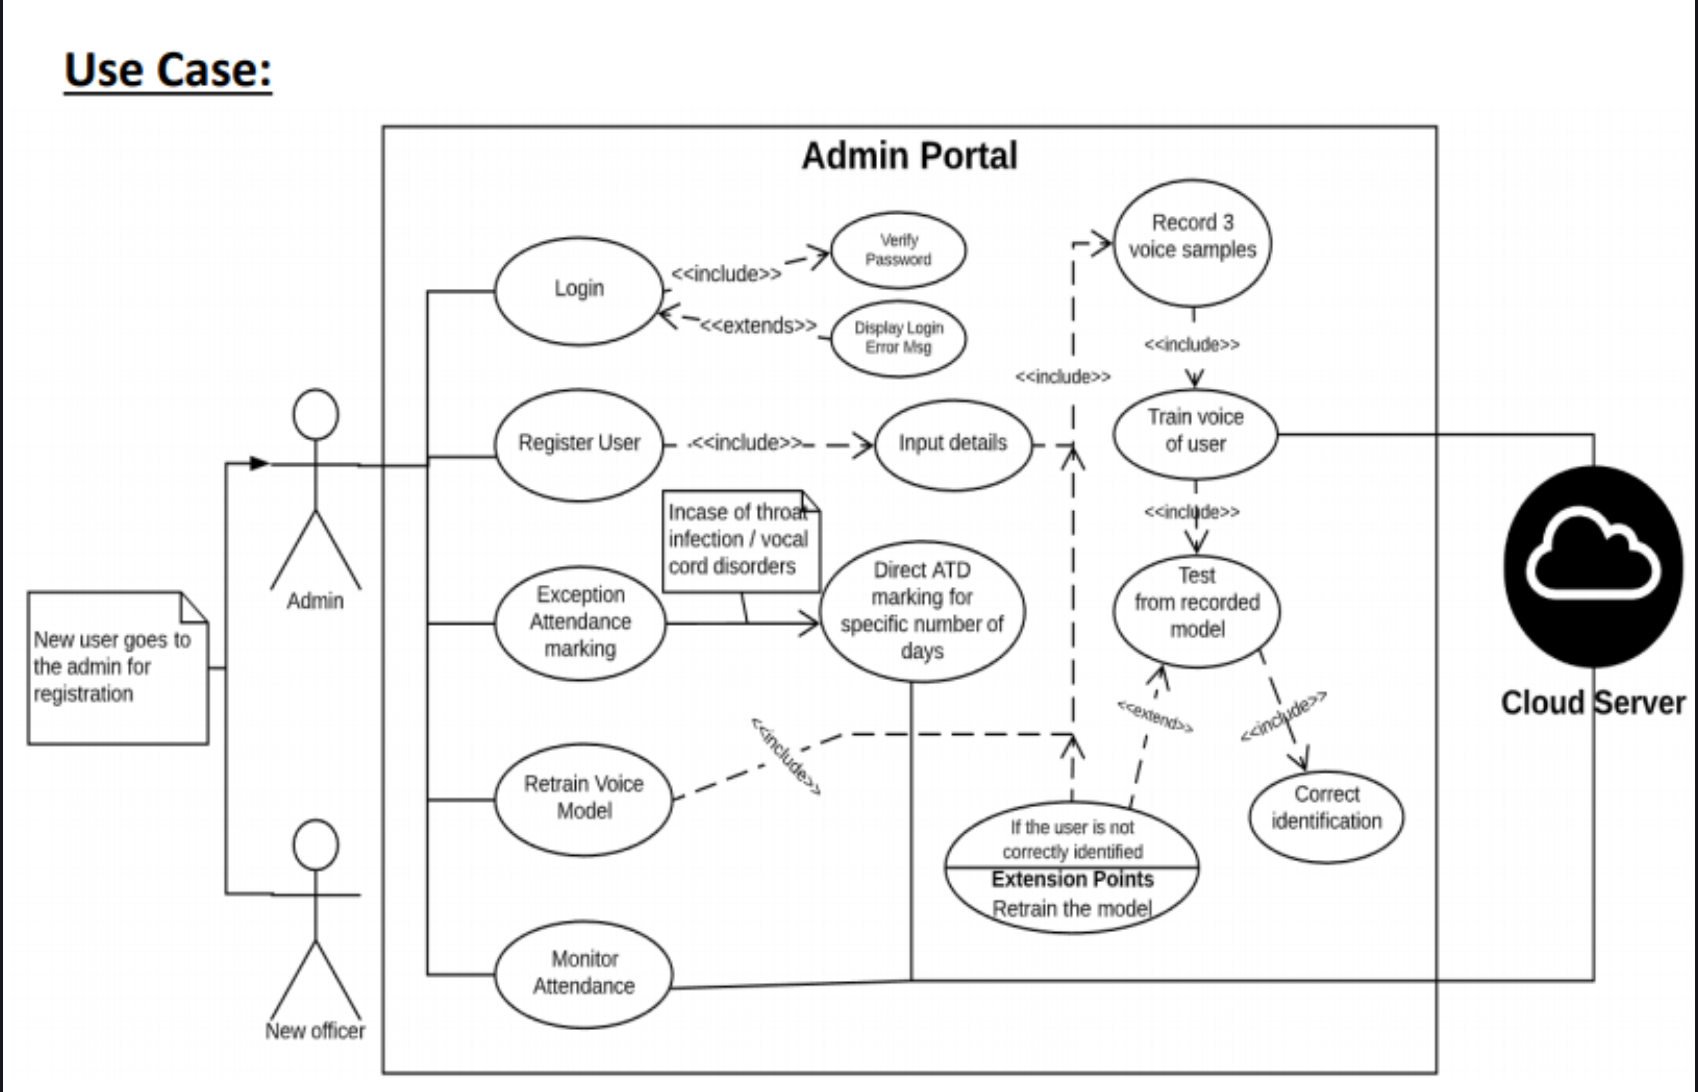 Use Case:
Admin Portal
Login
<<include>>
Verify
Password
<<extends>>
Display Login
Error Msg
Record 3
voice samples
<<include>>
<<include>>
Register User
<<include>>
Input details
Train voice
of user
<<include>>
Incase of throat
infection / vocal
cord disorders
Exception
Attendance
marking
Direct ATD
marking for
specific number of
days
Test
from recorded
model
Admin
New user goes to
the admin for
registration
Cloud Server
<<include>>
<<extend>>
<<include>>
Retrain Voice
Model
If the user is not
correctly identified
Extension Points
Retrain the model
Correct
identification
Monitor
Attendance
New officer